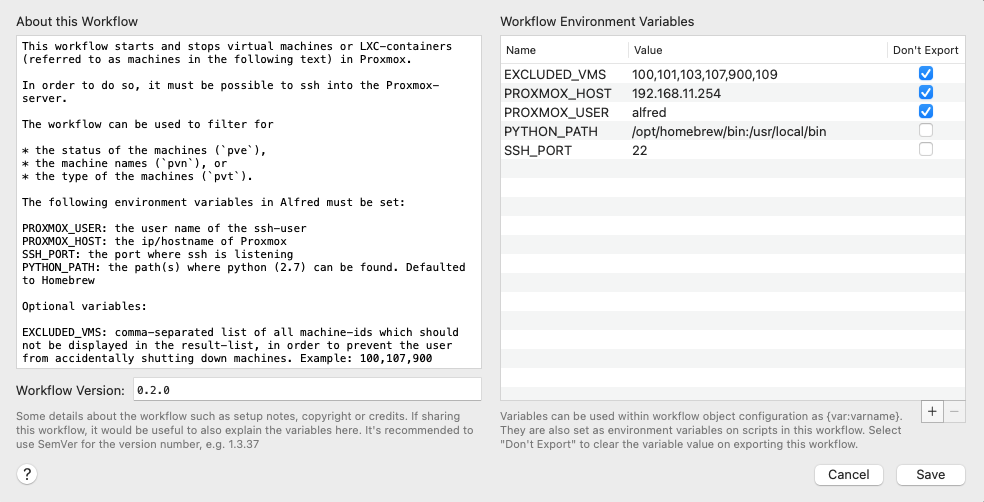 About this Workflow
This workflow starts and stops virtual machines or LXC-containers
(referred to as machines in the following text) in Proxmox.
In order to do so, it must be possible to ssh into the Proxmox-
server.
The workflow can be used to filter for
* the status of the machines (`pve`),
* the machine names (`pvn`), or
* the type of the machines (`pvt`).
The following environment variables in Alfred must be set:
PROXMOX_USER: the user name of the ssh-user
PROXMOX_HOST: the ip/hostname of Proxmox
SSH_PORT: the port where ssh is listening
PYTHON_PATH: the path(s) where python (2.7) can be found. Defaulted
to Homebrew
Optional variables:
EXCLUDED_VMS: comma-separated list of all machine-ids which should
not be displayed in the result-list, in order to prevent the user
from accidentally shutting down machines. Example: 100,107,900
Workflow Version: 0.2.0
Some details about the workflow such as setup notes, copyright or credits. If sharing
this workflow, it would be useful to also explain the variables here. It's recommended to
use SemVer for the version number, e.g. 1.3.37
?
Workflow Environment Variables
Name Value Don't Export
EXCLUDED_VMS 100,101,103,107,900,109
PROXMOX_HOST 192.168.11.254
PROXMOX_USER alfred
PYTHON_PATH /opt/homebrew/bin:/usr/local/bin
SSH_PORT 22
+ −
Variables can be used within workflow object configuration as {var:varname}.
They are also set as environment variables on scripts in this workflow. Select
"Don't Export" to clear the variable value on exporting this workflow.
Cancel Save